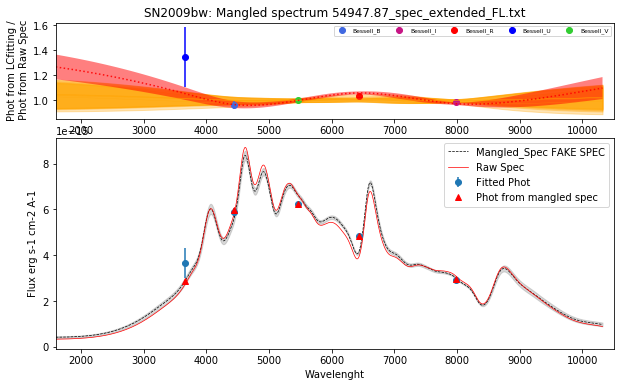 SN2009bw: Mangled spectrum 54947.87_spec_extended_FL.txt
Phot from LCfitting /
Phot from Raw Spec
1.6
1.4
1.2
1.0
Bessell_B
Bessell_I
Bessell_R
Bessell_U
Bessell_V
2000 3000 4000 5000 6000 7000 8000 9000 10000
Flux erg s-1 cm-2 A-1
8
6
4
2
0
Mangled_Spec FAKE SPEC
Raw Spec
Fitted Phot
Phot from mangled spec
2000 3000 4000 5000 6000 7000 8000 9000 10000
Wavelenght